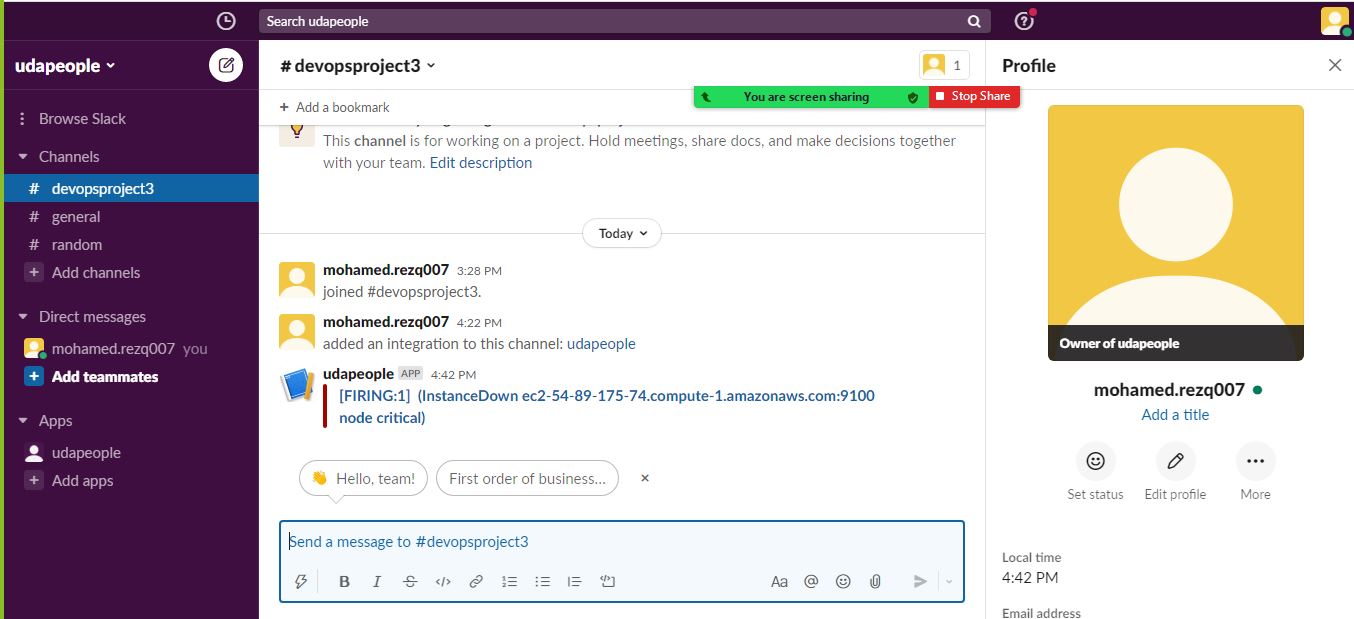 Search udapeople
udapeople
# devopsproject3
1
Profile
+ Add a bookmark
You are screen sharing
Stop Share
Browse Slack
Channels
# devopsproject3
# general
# random
+ Add channels
Direct messages
mohamed.rezq007 you
+ Add teammates
Apps
udapeople
+ Add apps
This channel is for working on a project. Hold meetings, share docs, and make decisions together
with your team. Edit description
Today
mohamed.rezq007 3:28 PM
joined #devopsproject3.
mohamed.rezq007 4:22 PM
added an integration to this channel: udapeople
udapeople APP 4:42 PM
[FIRING:1] (InstanceDown ec2-54-89-175-74.compute-1.amazonaws.com:9100
node critical)
👋 Hello, team!
First order of business...
Send a message to #devopsproject3
B I S </> Aa @
Owner of udapeople
mohamed.rezq007
Add a title
Set status
Edit profile
More
Local time
4:42 PM
Email address